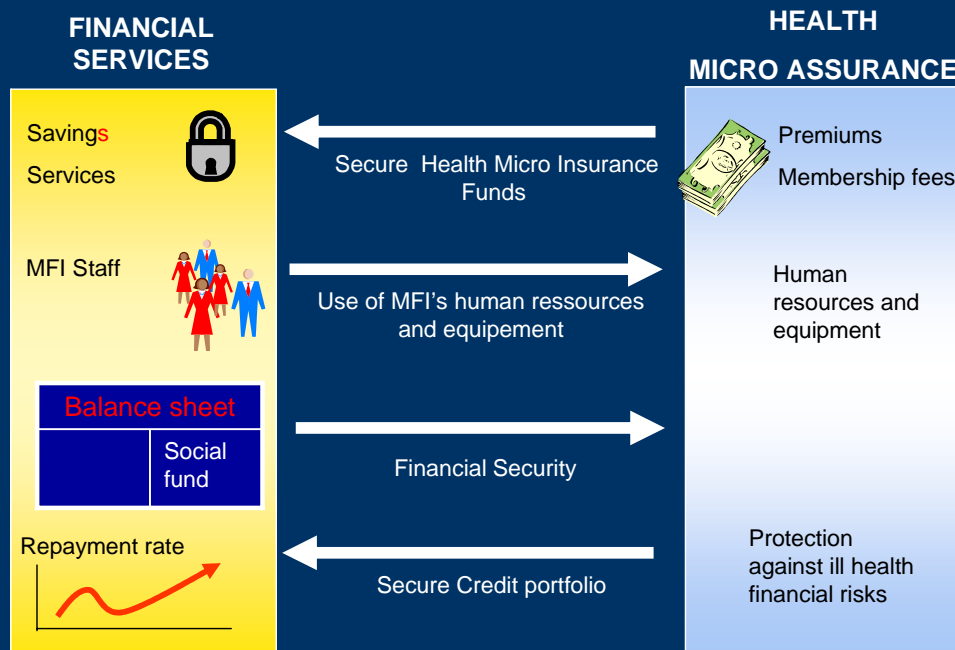 FINANCIAL
SERVICES
HEALTH
MICRO ASSURANCE
Savings
Services
Secure Health Micro Insurance
Funds
Premiums
Membership fees
MFI Staff
Use of MFI's human ressources
and equipement
Human
resources and
equipment
Balance sheet
Social
fund
Financial Security
Repayment rate
Secure Credit portfolio
Protection
against ill health
financial risks